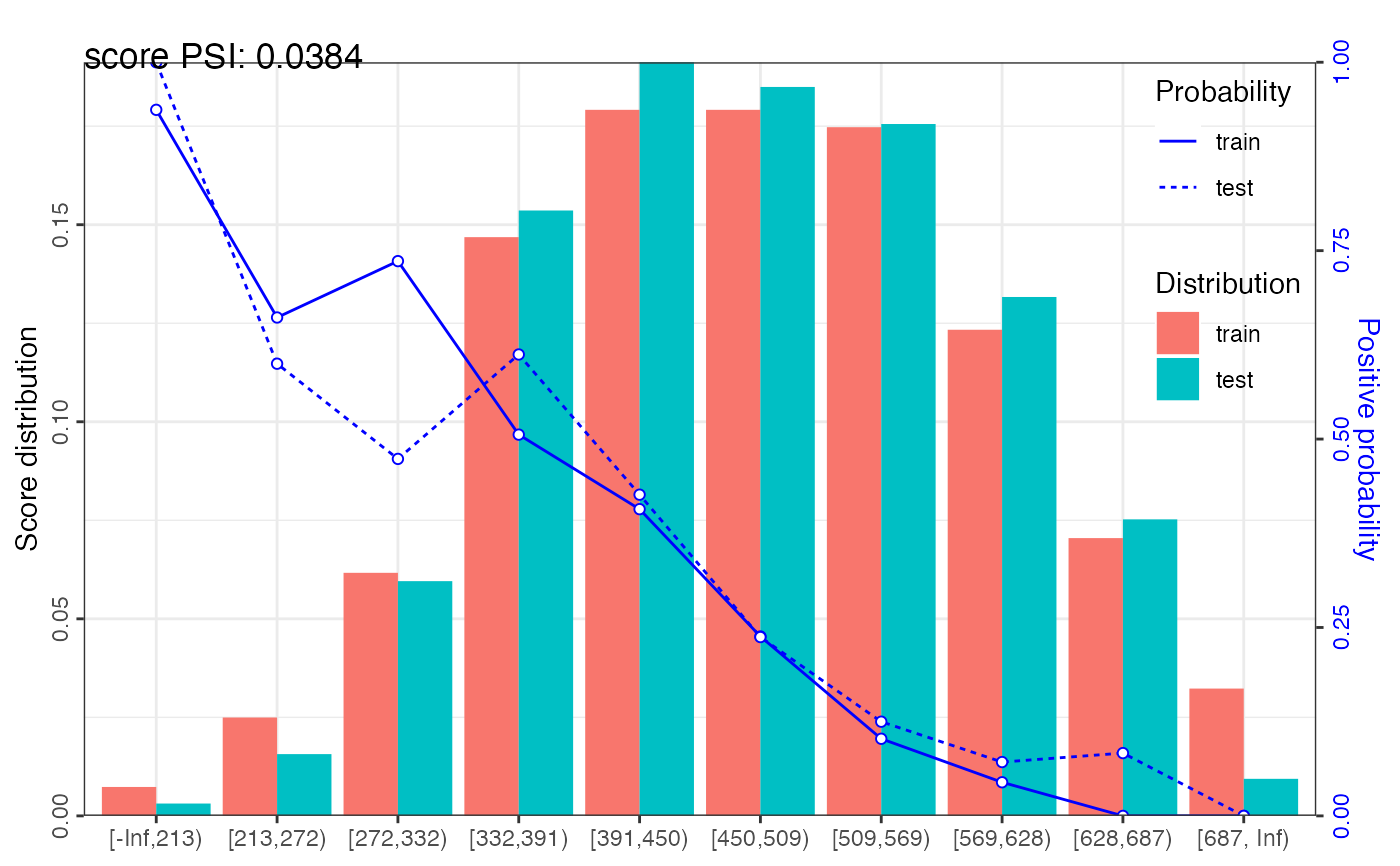 score PSI: 0.0384
Score distribution
0.00
0.05
0.10
0.15
Probability
train
test
Distribution
train
test
1.00
0.75
0.50
0.25
0.00
Positive probability
[-Inf,213)
[213,272)
[272,332)
[332,391)
[391,450)
[450,509)
[509,569)
[569,628)
[628,687)
[687, Inf)